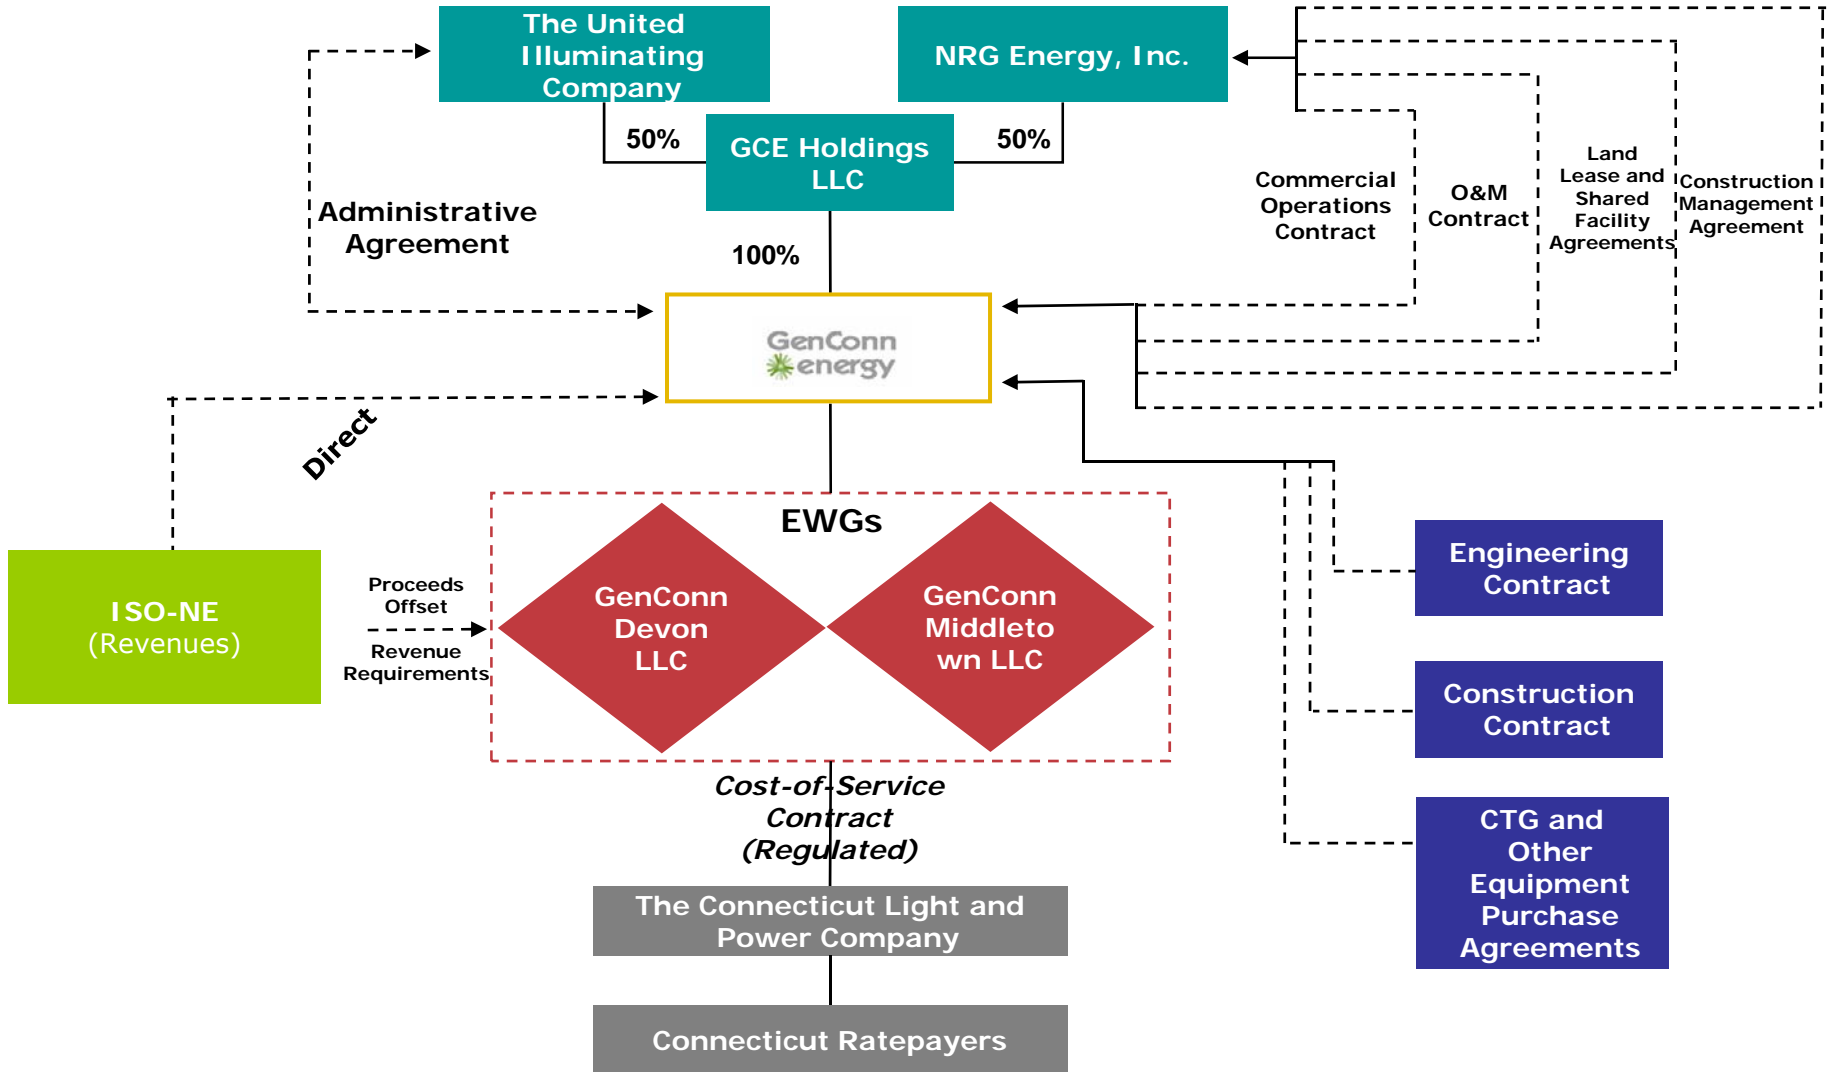 The United
Illuminating
Company
NRG Energy, Inc.
50%
GCE Holdings
LLC
50%
Administrative
Agreement
100%
Commercial
Operations
Contract
O&M
Contract
Land
Lease and
Shared
Facility
Agreements
Construction
Management
Agreement
GenConn
energy
Direct
EWGs
ISO-NE
(Revenues)
Proceeds
Offset
Revenue
Requirements
GenConn
Devon
LLC
GenConn
Middleto
wn LLC
Engineering
Contract
Construction
Contract
CTG and
Other
Equipment
Purchase
Agreements
Cost-of-Service
Contract
(Regulated)
The Connecticut Light and
Power Company
Connecticut Ratepayers